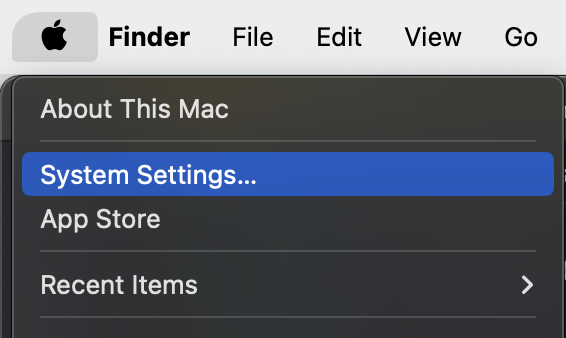 Finder File Edit View Go
About This Mac
System Settings...
App Store
Recent Items